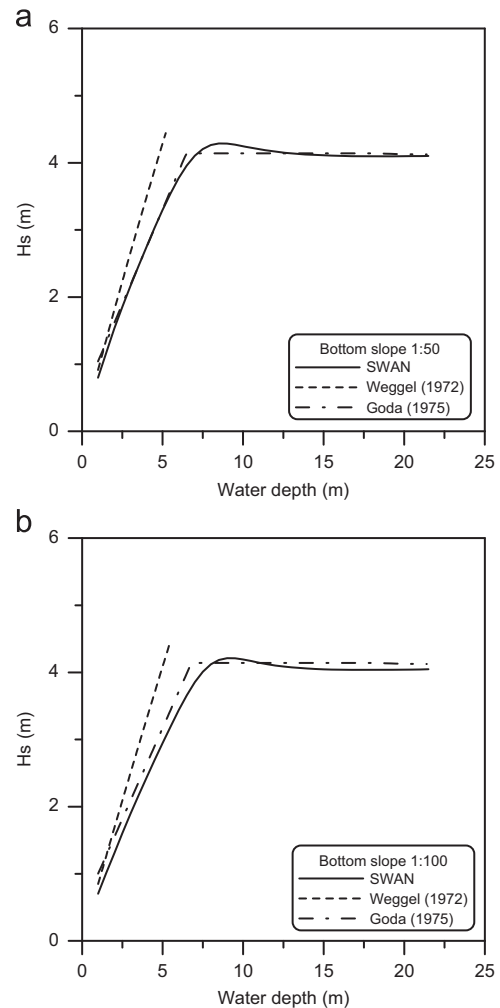 a
6
4
2
0
Hs (m)
0 5 10 15 20 25
Water depth (m)
Bottom slope 1:50
SWAN
Weggel (1972)
Goda (1975)
b
6
4
2
0
Hs (m)
0 5 10 15 20 25
Water depth (m)
Bottom slope 1:100
SWAN
Weggel (1972)
Goda (1975)